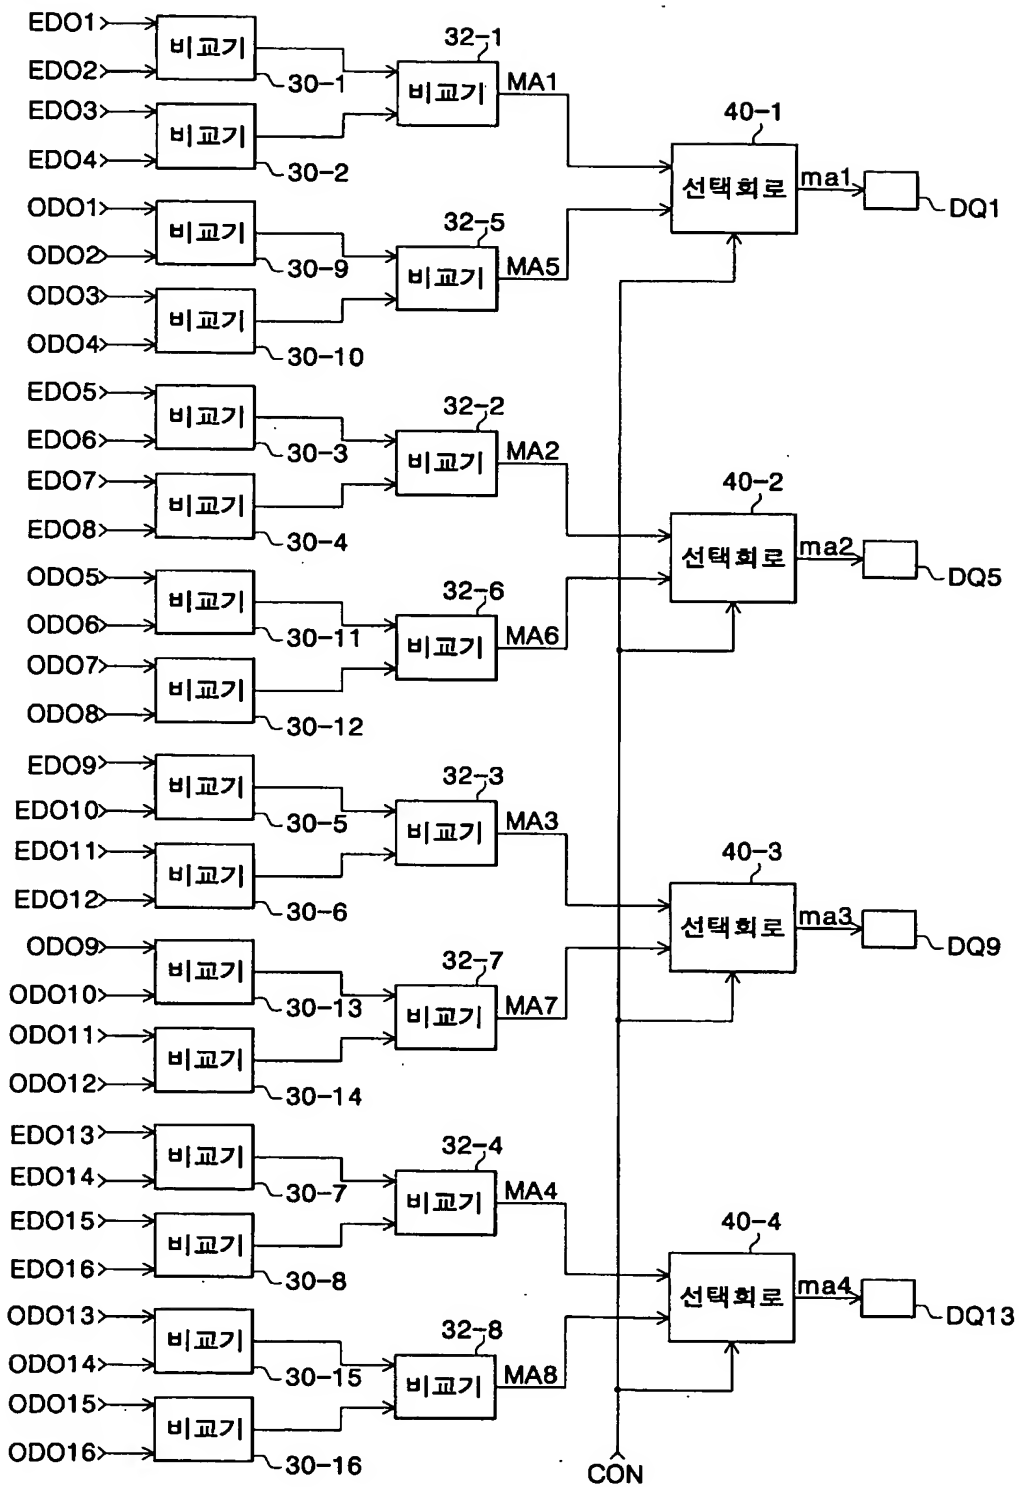 EDO1
비교기
32-1
EDO2
30-1
비교기
MA1
EDO3
비교기
40-1
EDO4
30-2
선택회로
ma1
DQ1
ODO1
비교기
32-5
ODO2
30-9
비교기
MA5
ODO3
비교기
ODO4
30-10
EDO5
비교기
32-2
EDO6
30-3
비교기
MA2
EDO7
비교기
40-2
EDO8
30-4
선택회로
ma2
DQ5
ODO5
비교기
32-6
ODO6
30-11
비교기
MA6
ODO7
비교기
ODO8
30-12
EDO9
비교기
32-3
EDO10
30-5
비교기
MA3
EDO11
비교기
40-3
EDO12
30-6
선택회로
ma3
DQ9
ODO9
비교기
32-7
ODO10
30-13
비교기
MA7
ODO11
비교기
ODO12
30-14
EDO13
비교기
32-4
EDO14
30-7
비교기
MA4
EDO15
비교기
40-4
EDO16
30-8
선택회로
ma4
DQ13
ODO13
비교기
32-8
ODO14
30-15
비교기
MA8
ODO15
비교기
ODO16
30-16
CON